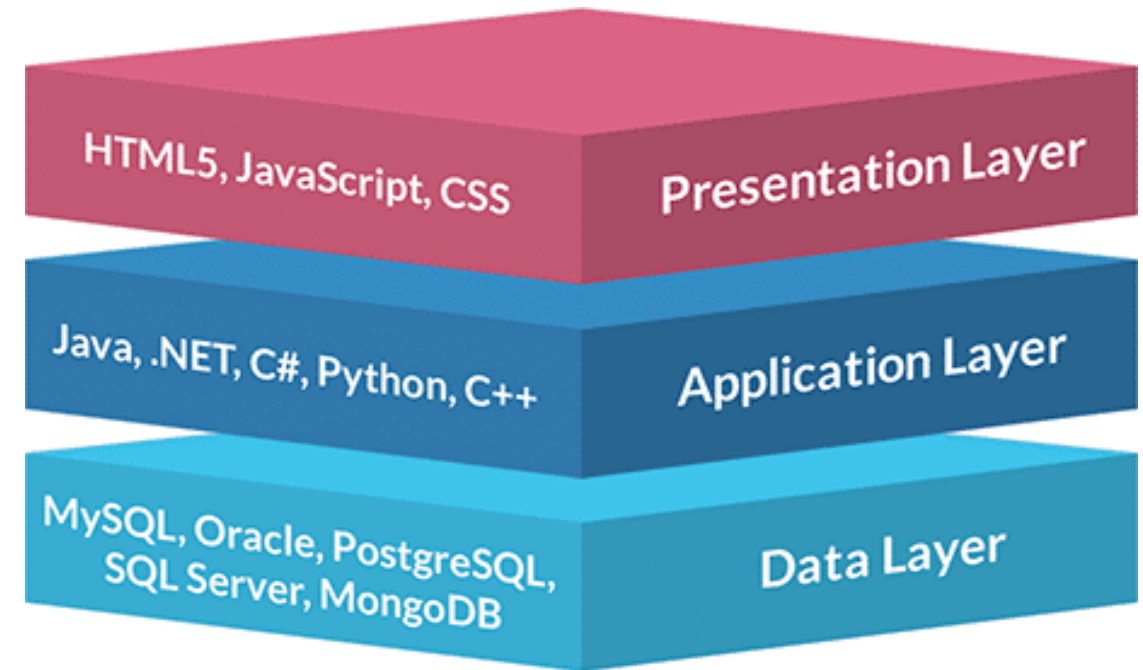 HTML5, JavaScript, CSS
Presentation Layer
Java, .NET, C#, Python, C++
Application Layer
MySQL, Oracle, PostgreSQL,
SQL Server, MongoDB
Data Layer